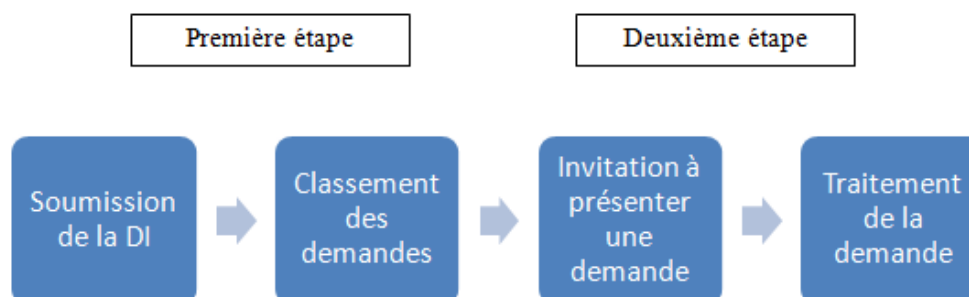 Première étape
Deuxième étape
Soumission
de la DI
Classement
des
demandes
Invitation à
présenter
une
demande
Traitement
de la
demande